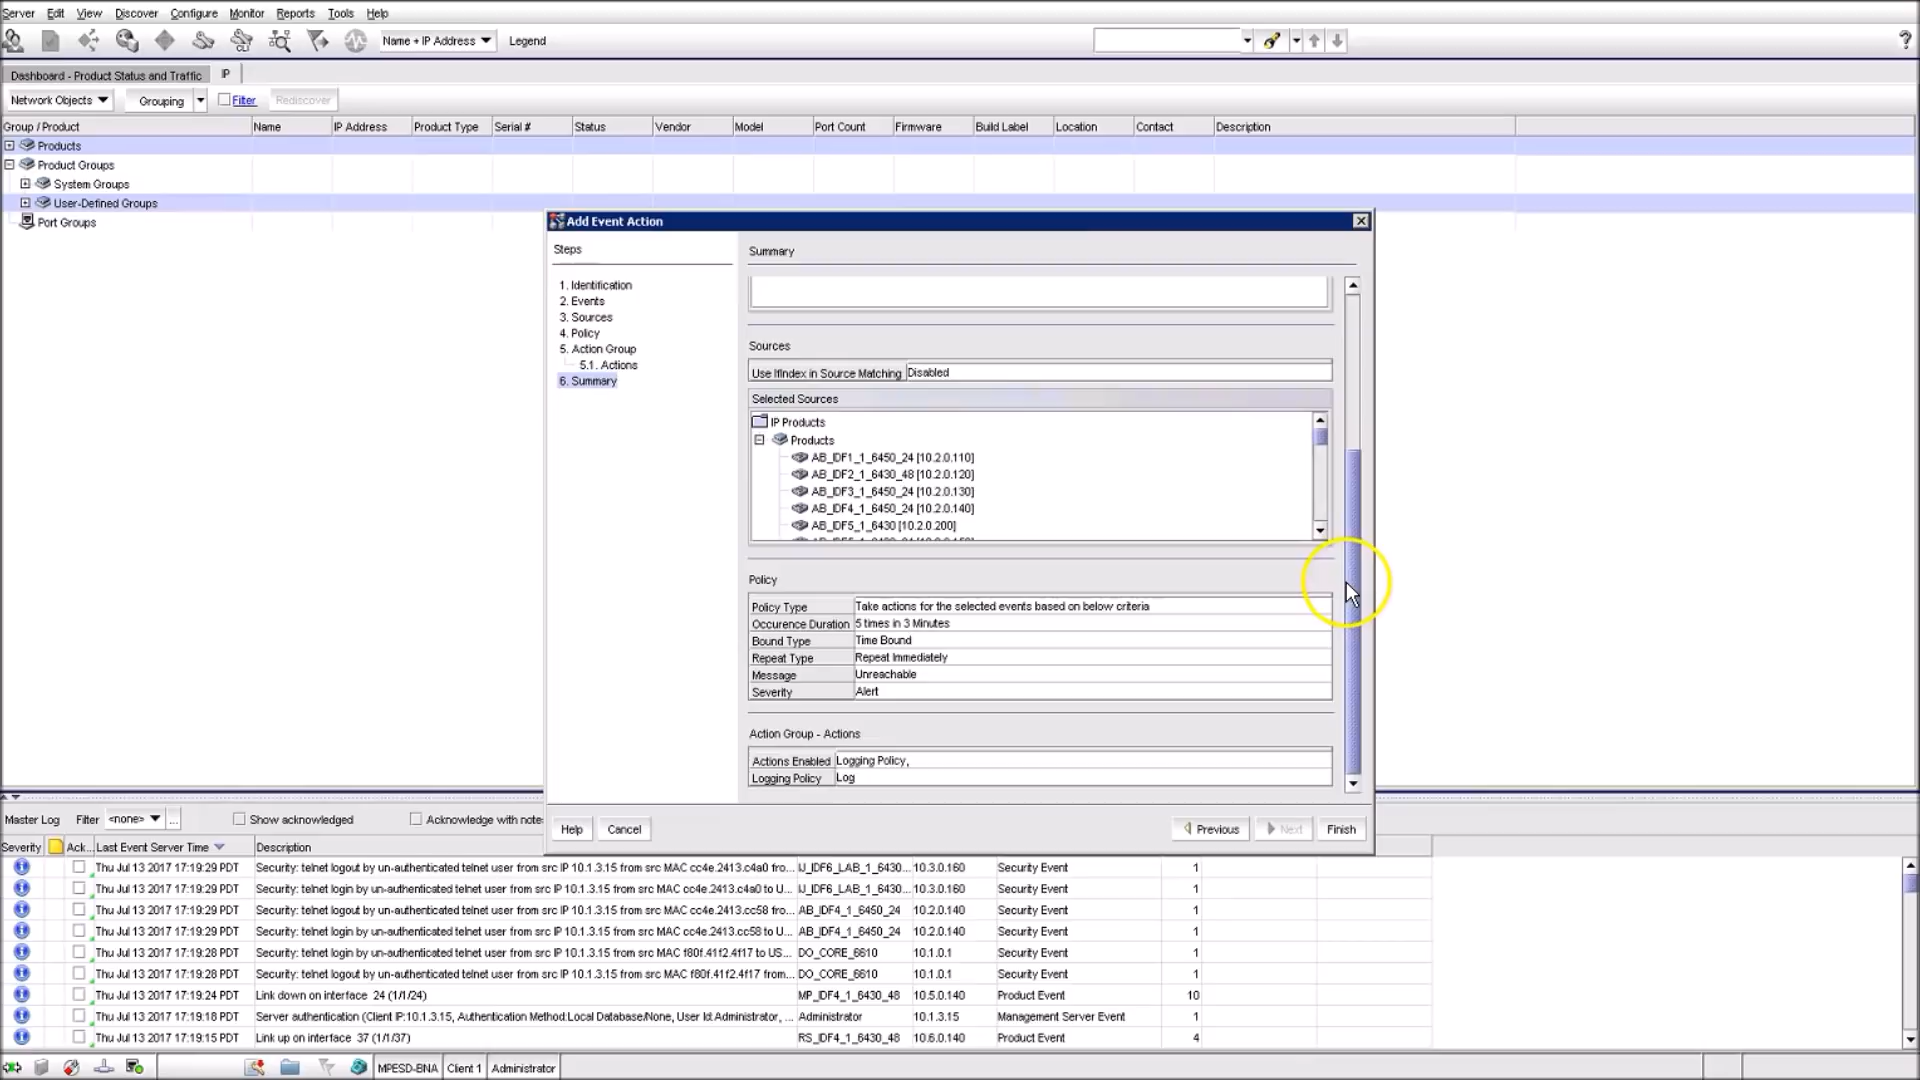 Server Edit View Discover Configure Monitor Reports Tools Help
Name + IP Address Legend
Dashboard - Product Status and Traffic IP
Network Objects Grouping Filter Rediscover
Group / Product Name IP Address Product Type Serial # Status Vendor Model Port Count Firmware Build Label Location Contact Description
Products
Product Groups
System Groups
User-Defined Groups
Port Groups
Add Event Action
Steps
1. Identification
2. Events
3. Sources
4. Policy
5. Action Group
5.1. Actions
6. Summary
Summary
Sources
Use IfIndex in Source Matching Disabled
Selected Sources
IP Products
Products
AB_IDF1_1_6450_24 [10.2.0.110]
AB_IDF2_1_6430_48 [10.2.0.120]
AB_IDF3_1_6450_24 [10.2.0.130]
AB_IDF4_1_6450_24 [10.2.0.140]
AB_IDF5_1_6430 [10.2.0.200]
Policy
Policy Type Take actions for the selected events based on below criteria
Occurence Duration 5 times in 3 Minutes
Bound Type Time Bound
Repeat Type Repeat Immediately
Message Unreachable
Severity Alert
Action Group - Actions
Actions Enabled Logging Policy,
Logging Policy Log
Help Cancel Previous Next Finish
Master Log Filter <none> ... Show acknowledged Acknowledge with note
Severity Ack... Last Event Server Time Description
Thu Jul 13 2017 17:19:29 PDT Security: telnet logout by un-authenticated telnet user from src IP 10.1.3.15 from src MAC cc4e.2413.c4a0 fro... IJ_IDF6_LAB_1_6430... 10.3.0.160 Security Event 1
Thu Jul 13 2017 17:19:29 PDT Security: telnet login by un-authenticated telnet user from src IP 10.1.3.15 from src MAC cc4e.2413.c4a0 to U... IJ_IDF6_LAB_1_6430... 10.3.0.160 Security Event 1
Thu Jul 13 2017 17:19:29 PDT Security: telnet logout by un-authenticated telnet user from src IP 10.1.3.15 from src MAC cc4e.2413.cc58 fro... AB_IDF4_1_6450_24 10.2.0.140 Security Event 1
Thu Jul 13 2017 17:19:29 PDT Security: telnet login by un-authenticated telnet user from src IP 10.1.3.15 from src MAC cc4e.2413.cc58 to U... AB_IDF4_1_6450_24 10.2.0.140 Security Event 1
Thu Jul 13 2017 17:19:28 PDT Security: telnet login by un-authenticated telnet user from src IP 10.1.3.15 from src MAC f80f.41f2.4f17 to US... DO_CORE_6610 10.1.0.1 Security Event 1
Thu Jul 13 2017 17:19:28 PDT Security: telnet logout by un-authenticated telnet user from src IP 10.1.3.15 from src MAC f80f.41f2.4f17 from... DO_CORE_6610 10.1.0.1 Security Event 1
Thu Jul 13 2017 17:19:24 PDT Link down on interface 24 (1/1/24) MP_IDF4_1_6430_48 10.5.0.140 Product Event 10
Thu Jul 13 2017 17:19:18 PDT Server authentication (Client IP:10.1.3.15, Authentication Method:Local Database/None, User Id:Administrator, ... Administrator 10.1.3.15 Management Server Event 1
Thu Jul 13 2017 17:19:15 PDT Link up on interface 37 (1/1/37) RS_IDF4_1_6430_48 10.6.0.140 Product Event 4
MPESD-BNA Client 1 Administrator